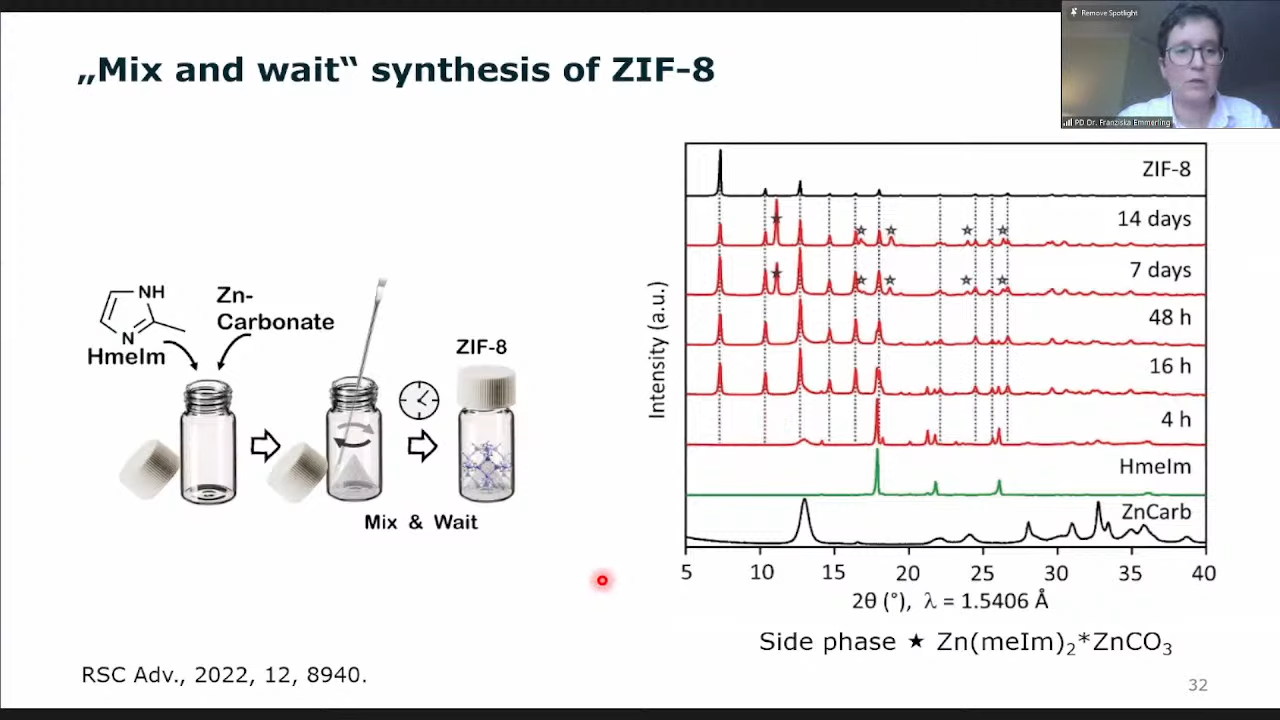 Remove Spotlight
PD Dr. Franziska Emmerling
„Mix and wait“ synthesis of ZIF-8
NH
N
HmeIm
Zn-
Carbonate
ZIF-8
Mix & Wait
Intensity (a.u.)
ZIF-8
14 days
7 days
48 h
16 h
4 h
HmeIm
ZnCarb
5 10 15 20 25 30 35 40
2θ (°), λ = 1.5406 Å
Side phase ★ Zn(meIm)₂*ZnCO₃
RSC Adv., 2022, 12, 8940.
32